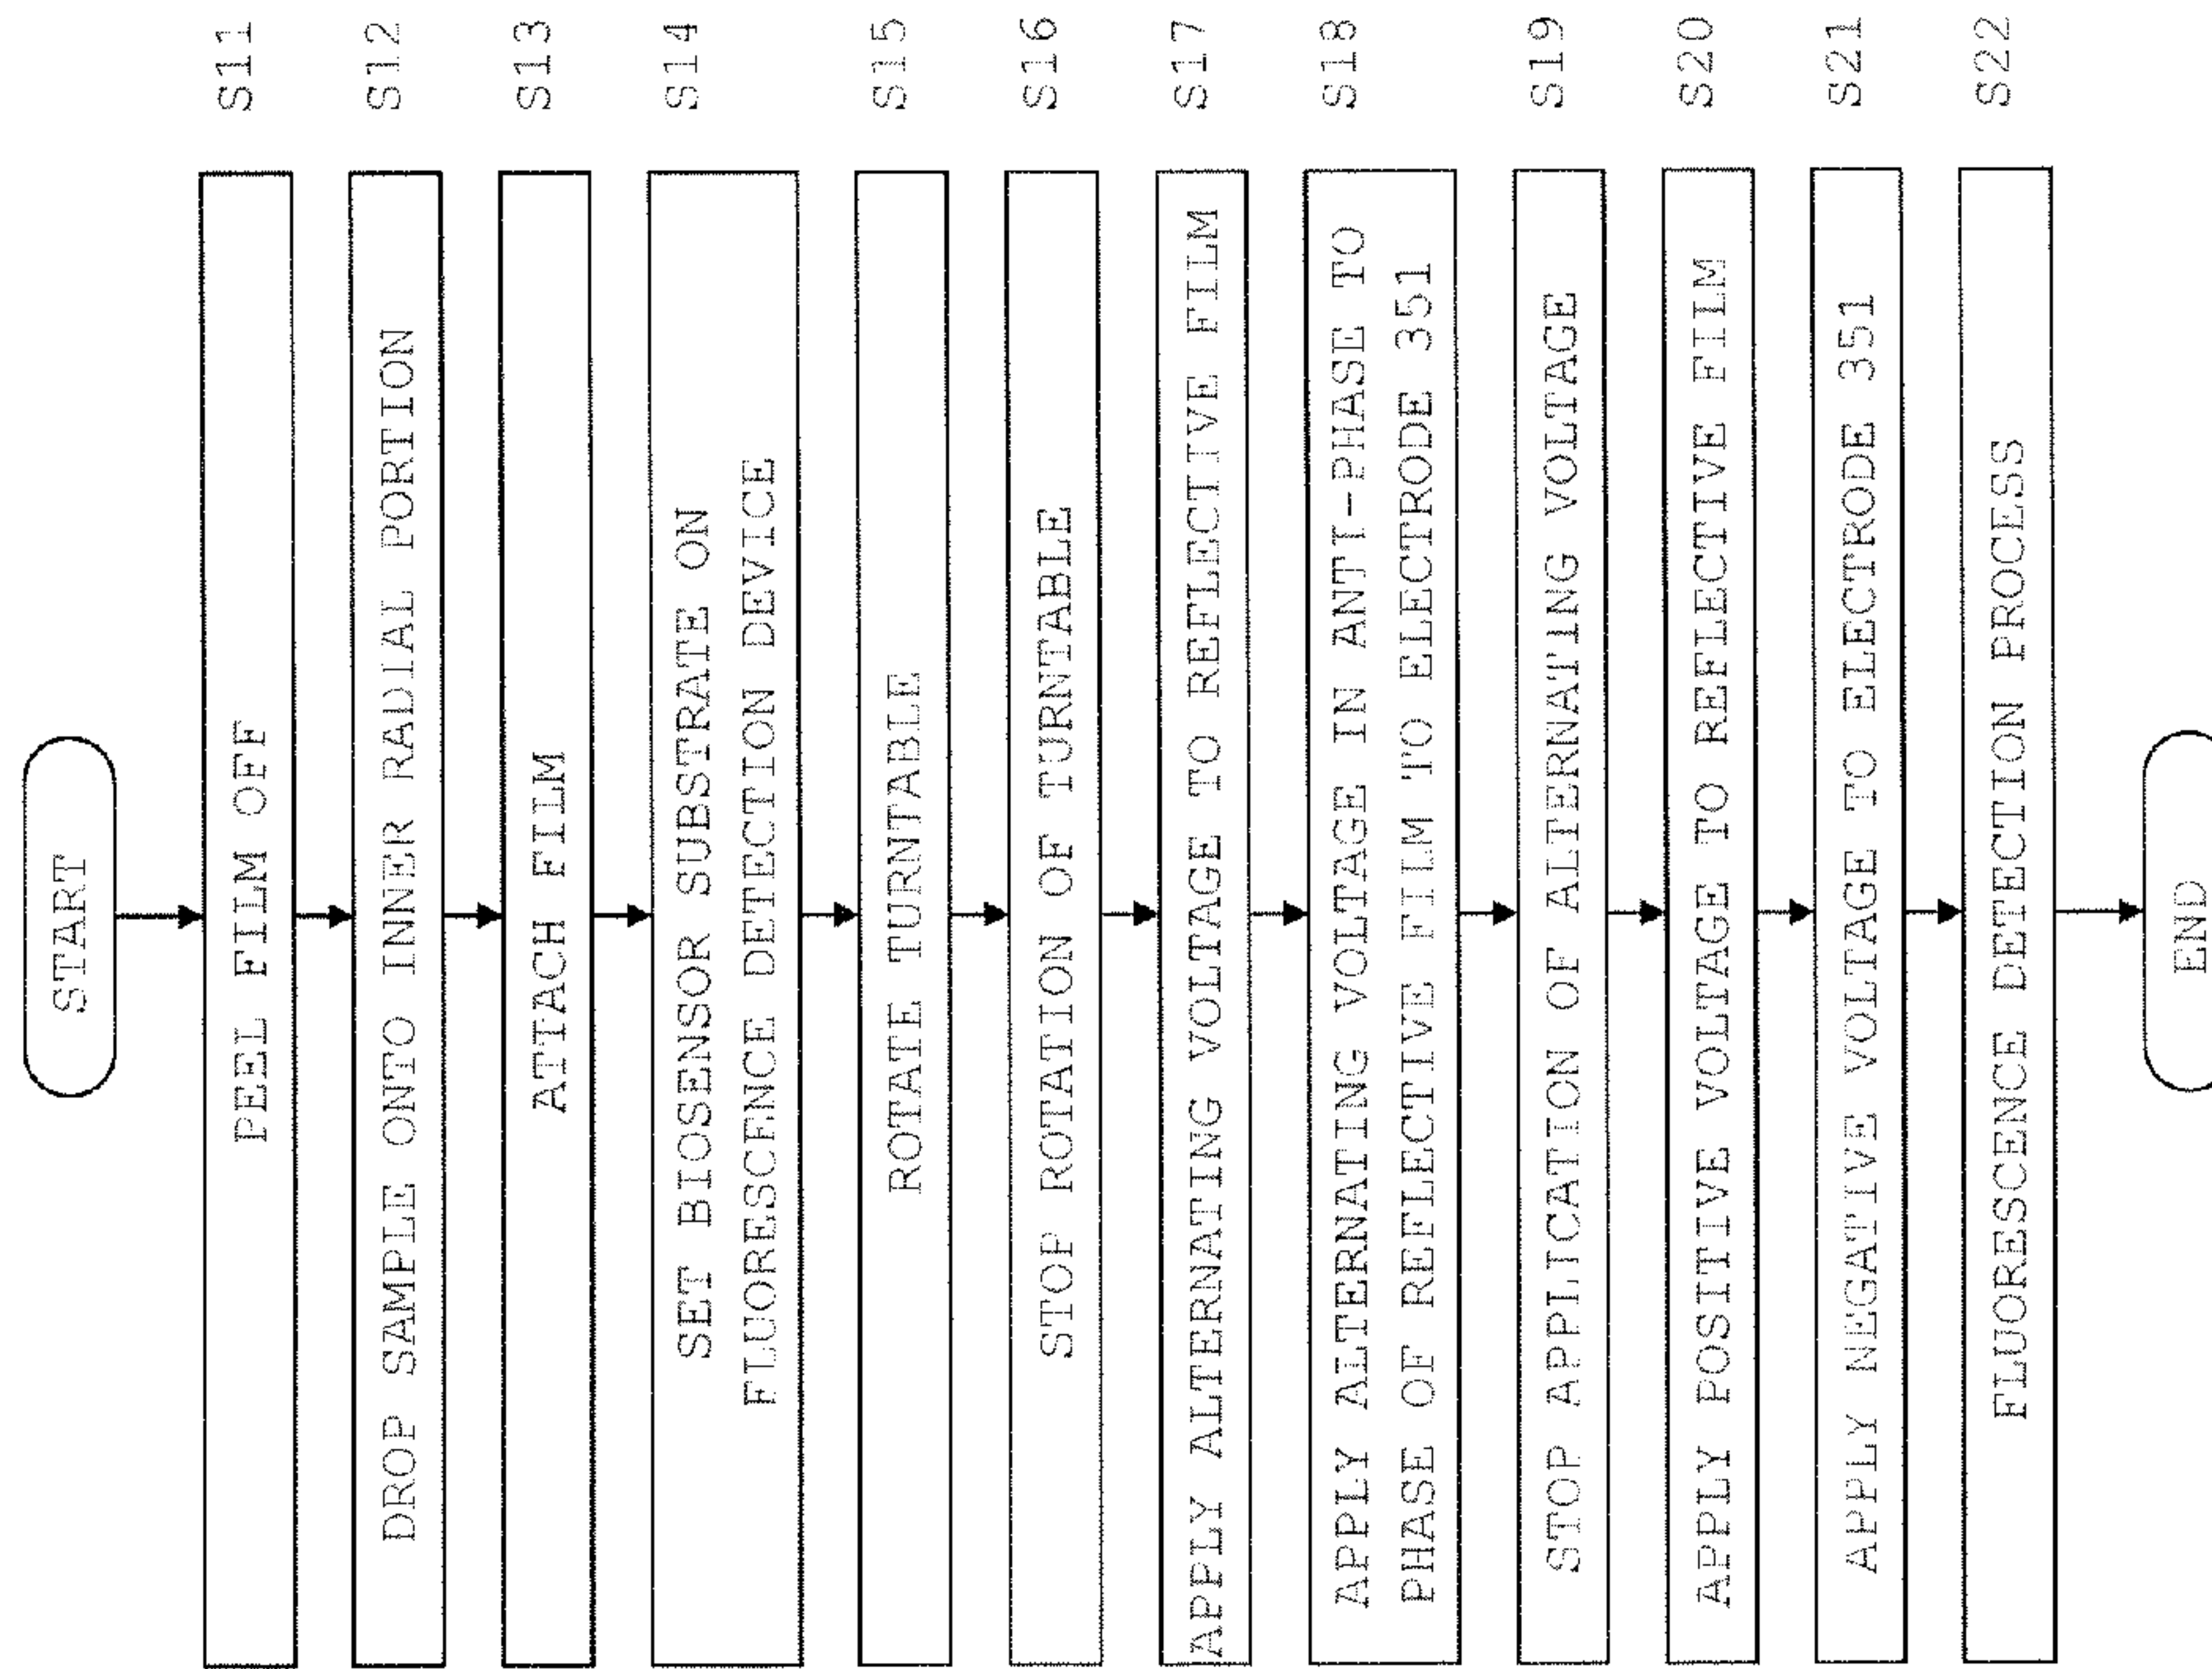 START
PEEL FILM OFF S11
DROP SAMPLE ONTO INNER RADIAL PORTION S12
ATTACH FILM S13
SET BIOSENSOR SUBSTRATE ON S14
FLUORESCENCE DETECTION DEVICE
ROTATE TURNTABLE S15
STOP ROTATION OF TURNTABLE S16
APPLY ALTERNATING VOLTAGE TO REFLECTIVE FILM S17
APPLY ALTERNATING VOLTAGE IN ANTI-PHASE TO S18
PHASE OF REFLECTIVE FILM TO ELECTRODE 351
STOP APPLICATION OF ALTERNATING VOLTAGE S19
APPLY POSITIVE VOLTAGE TO REFLECTIVE FILM S20
APPLY NEGATIVE VOLTAGE TO ELECTRODE 351 S21
FLUORESCENCE DETECTION PROCESS S22
END